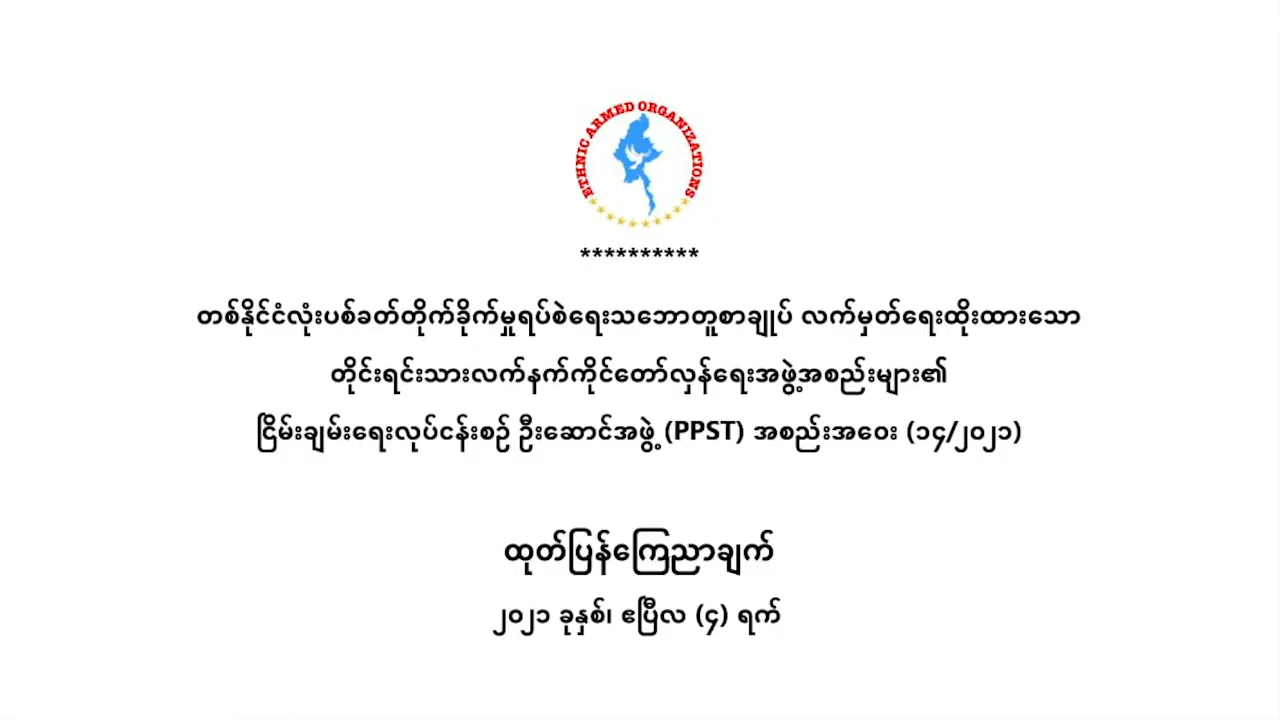 ETHNIC ARMED ORGANIZATIONS
**********
တစ်နိုင်ငံလုံးပစ်ခတ်တိုက်ခိုက်မှုရပ်စဲရေးသဘောတူစာချုပ် လက်မှတ်ရေးထိုးထားသော
တိုင်းရင်းသားလက်နက်ကိုင်တော်လှန်ရေးအဖွဲ့အစည်းများ၏
ငြိမ်းချမ်းရေးလုပ်ငန်းစဉ် ဦးဆောင်အဖွဲ့ (PPST) အစည်းအဝေး (၁၄/၂၀၂၁)
ထုတ်ပြန်ကြေညာချက်
၂၀၂၁ ခုနှစ်၊ ဧပြီလ (၄) ရက်